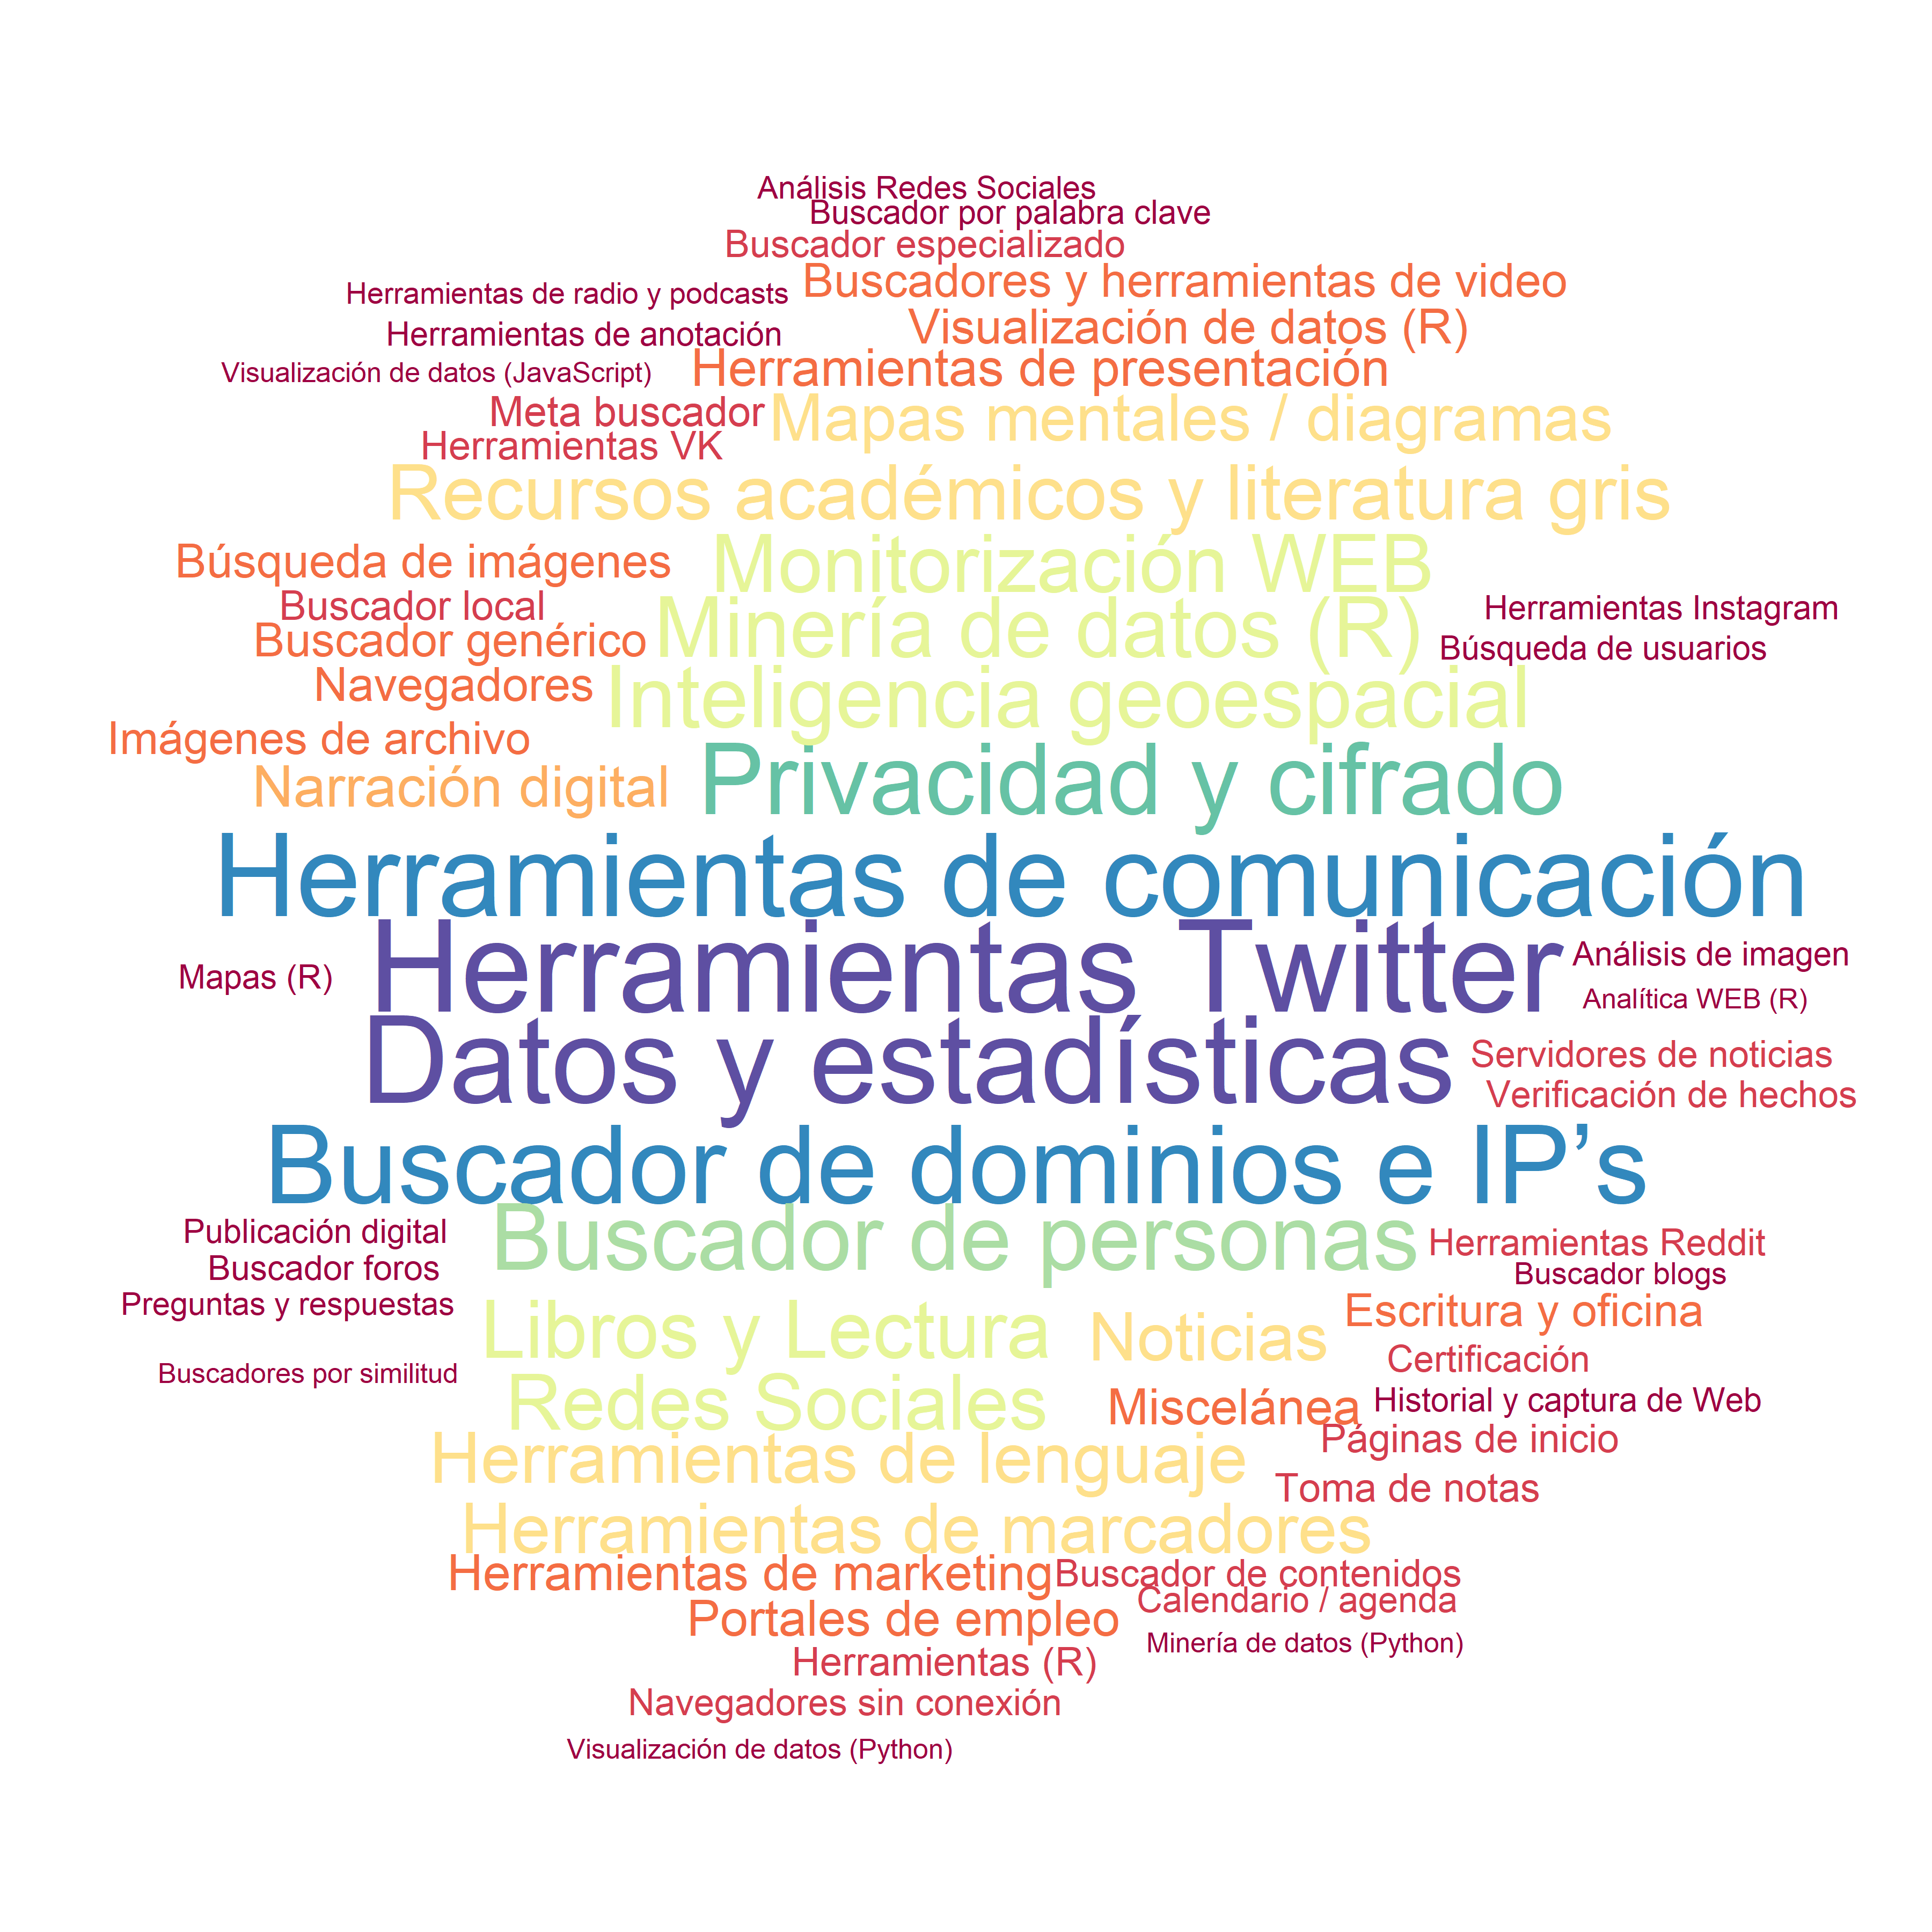 Análisis Redes Sociales
Buscador por palabra clave
Buscador especializado
Buscadores y herramientas de video
Herramientas de radio y podcasts
Visualización de datos (R)
Herramientas de anotación
Herramientas de presentación
Visualización de datos (JavaScript)
Meta buscador
Mapas mentales / diagramas
Herramientas VK
Recursos académicos y literatura gris
Búsqueda de imágenes
Monitorización WEB
Buscador local
Herramientas Instagram
Buscador genérico
Minería de datos (R)
Búsqueda de usuarios
Navegadores
Inteligencia geoespacial
Imágenes de archivo
Narración digital
Privacidad y cifrado
Herramientas de comunicación
Herramientas Twitter
Análisis de imagen
Mapas (R)
Analítica WEB (R)
Datos y estadísticas
Servidores de noticias
Verificación de hechos
Buscador de dominios e IP’s
Publicación digital
Buscador de personas
Herramientas Reddit
Buscador foros
Buscador blogs
Preguntas y respuestas
Libros y Lectura
Noticias
Escritura y oficina
Certificación
Buscadores por similitud
Redes Sociales
Miscelánea
Historial y captura de Web
Páginas de inicio
Herramientas de lenguaje
Toma de notas
Herramientas de marcadores
Herramientas de marketing
Buscador de contenidos
Calendario / agenda
Portales de empleo
Minería de datos (Python)
Herramientas (R)
Navegadores sin conexión
Visualización de datos (Python)